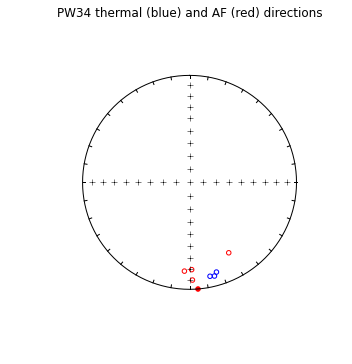 PW34 thermal (blue) and AF (red) directions